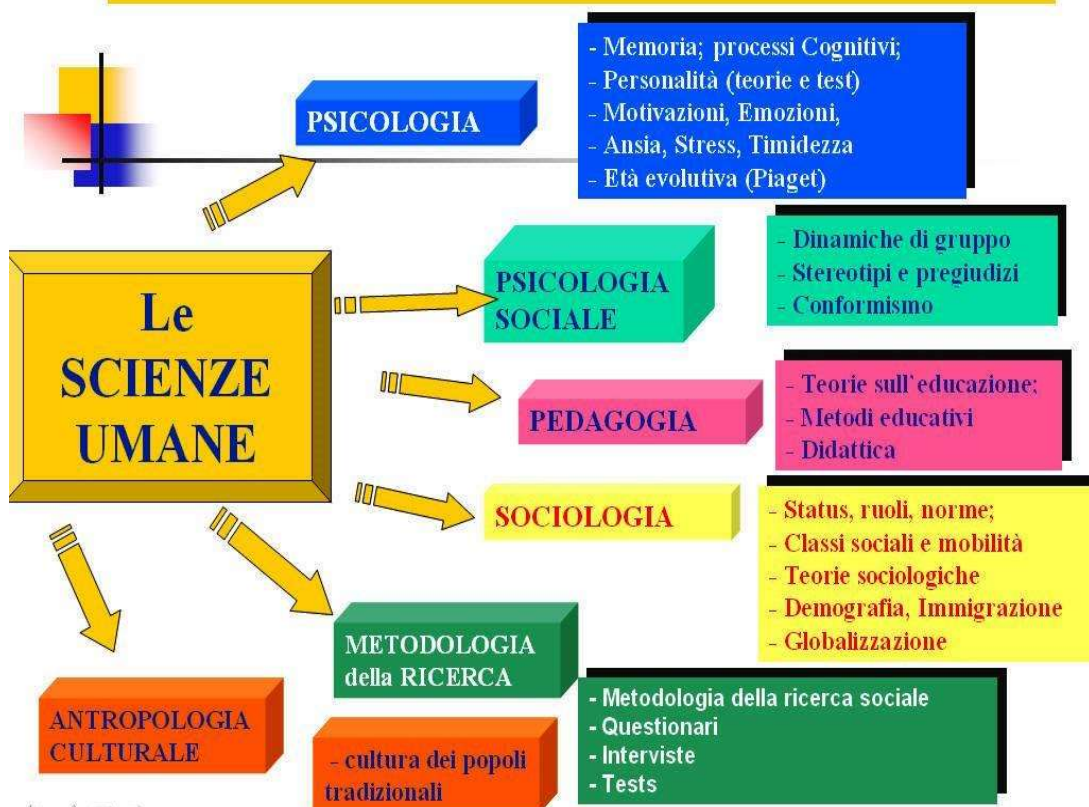 Le
SCIENZE
UMANE
PSICOLOGIA
- Memoria; processi Cognitivi;
- Personalità (teorie e test)
- Motivazioni, Emozioni,
- Ansia, Stress, Timidezza
- Età evolutiva (Piaget)
PSICOLOGIA
SOCIALE
- Dinamiche di gruppo
- Stereotipi e pregiudizi
- Conformismo
PEDAGOGIA
- Teorie sull'educazione;
- Metodi educativi
- Didattica
SOCIOLOGIA
- Status, ruoli, norme;
- Classi sociali e mobilità
- Teorie sociologiche
- Demografia, Immigrazione
- Globalizzazione
METODOLOGIA
della RICERCA
- Metodologia della ricerca sociale
- Questionari
- Interviste
- Tests
ANTROPOLOGIA
CULTURALE
- cultura dei popoli
tradizionali